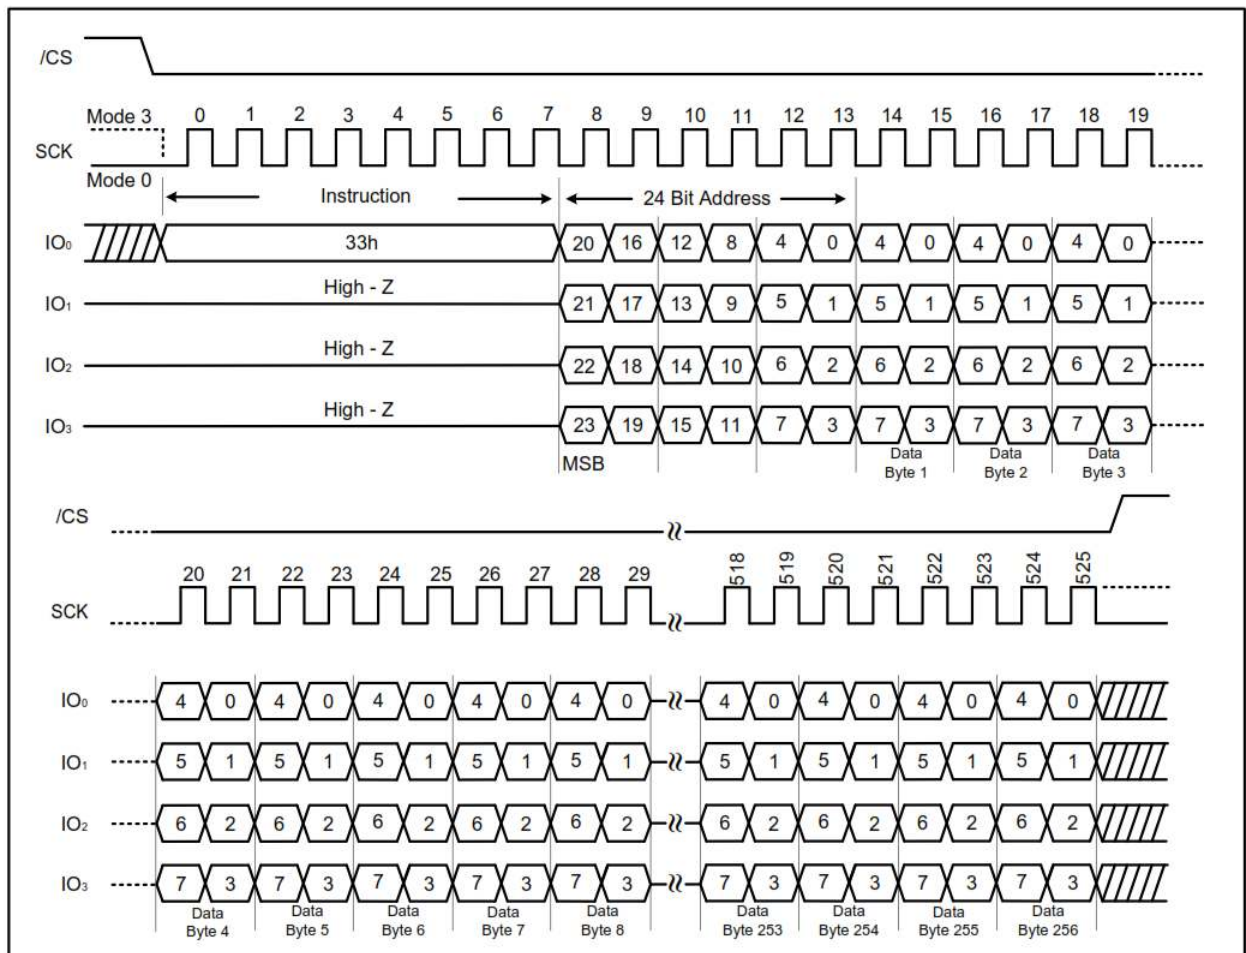 /CS
Mode 3 0 1 2 3 4 5 6 7 8 9 10 11 12 13 14 15 16 17 18 19
SCK
Mode 0
Instruction 24 Bit Address
IO0 33h 20 16 12 8 4 0 4 0 4 0 4 0
High - Z
IO1 21 17 13 9 5 1 5 1 5 1 5 1
High - Z
IO2 22 18 14 10 6 2 6 2 6 2 6 2
High - Z
IO3 23 19 15 11 7 3 7 3 7 3 7 3
MSB
Data Data Data
Byte 1 Byte 2 Byte 3
/CS
20 21 22 23 24 25 26 27 28 29 518 519 520 521 522 523 524 525
SCK
IO0 4 0 4 0 4 0 4 0 4 0 4 0 4 0 4 0 4 0
IO1 5 1 5 1 5 1 5 1 5 1 5 1 5 1 5 1 5 1
IO2 6 2 6 2 6 2 6 2 6 2 6 2 6 2 6 2 6 2
IO3 7 3 7 3 7 3 7 3 7 3 7 3 7 3 7 3 7 3
Data Data Data Data Data Data Data Data Data
Byte 4 Byte 5 Byte 6 Byte 7 Byte 8 Byte 253 Byte 254 Byte 255 Byte 256